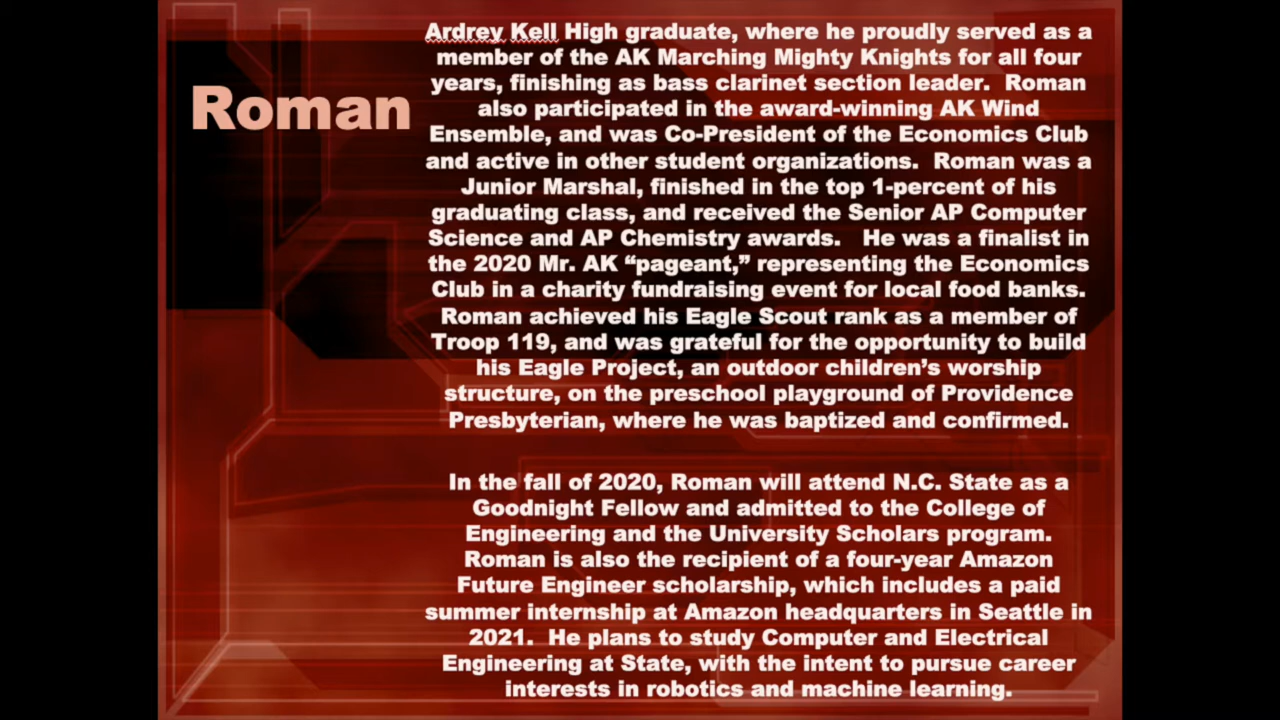 Roman
Ardrey Kell High graduate, where he proudly served as a
member of the AK Marching Mighty Knights for all four
years, finishing as bass clarinet section leader.  Roman
also participated in the award-winning AK Wind
Ensemble, and was Co-President of the Economics Club
and active in other student organizations.  Roman was a
Junior Marshal, finished in the top 1-percent of his
graduating class, and received the Senior AP Computer
Science and AP Chemistry awards.   He was a finalist in
the 2020 Mr. AK “pageant,” representing the Economics
Club in a charity fundraising event for local food banks.
Roman achieved his Eagle Scout rank as a member of
Troop 119, and was grateful for the opportunity to build
his Eagle Project, an outdoor children’s worship
structure, on the preschool playground of Providence
Presbyterian, where he was baptized and confirmed.
In the fall of 2020, Roman will attend N.C. State as a
Goodnight Fellow and admitted to the College of
Engineering and the University Scholars program.
Roman is also the recipient of a four-year Amazon
Future Engineer scholarship, which includes a paid
summer internship at Amazon headquarters in Seattle in
2021.  He plans to study Computer and Electrical
Engineering at State, with the intent to pursue career
interests in robotics and machine learning.